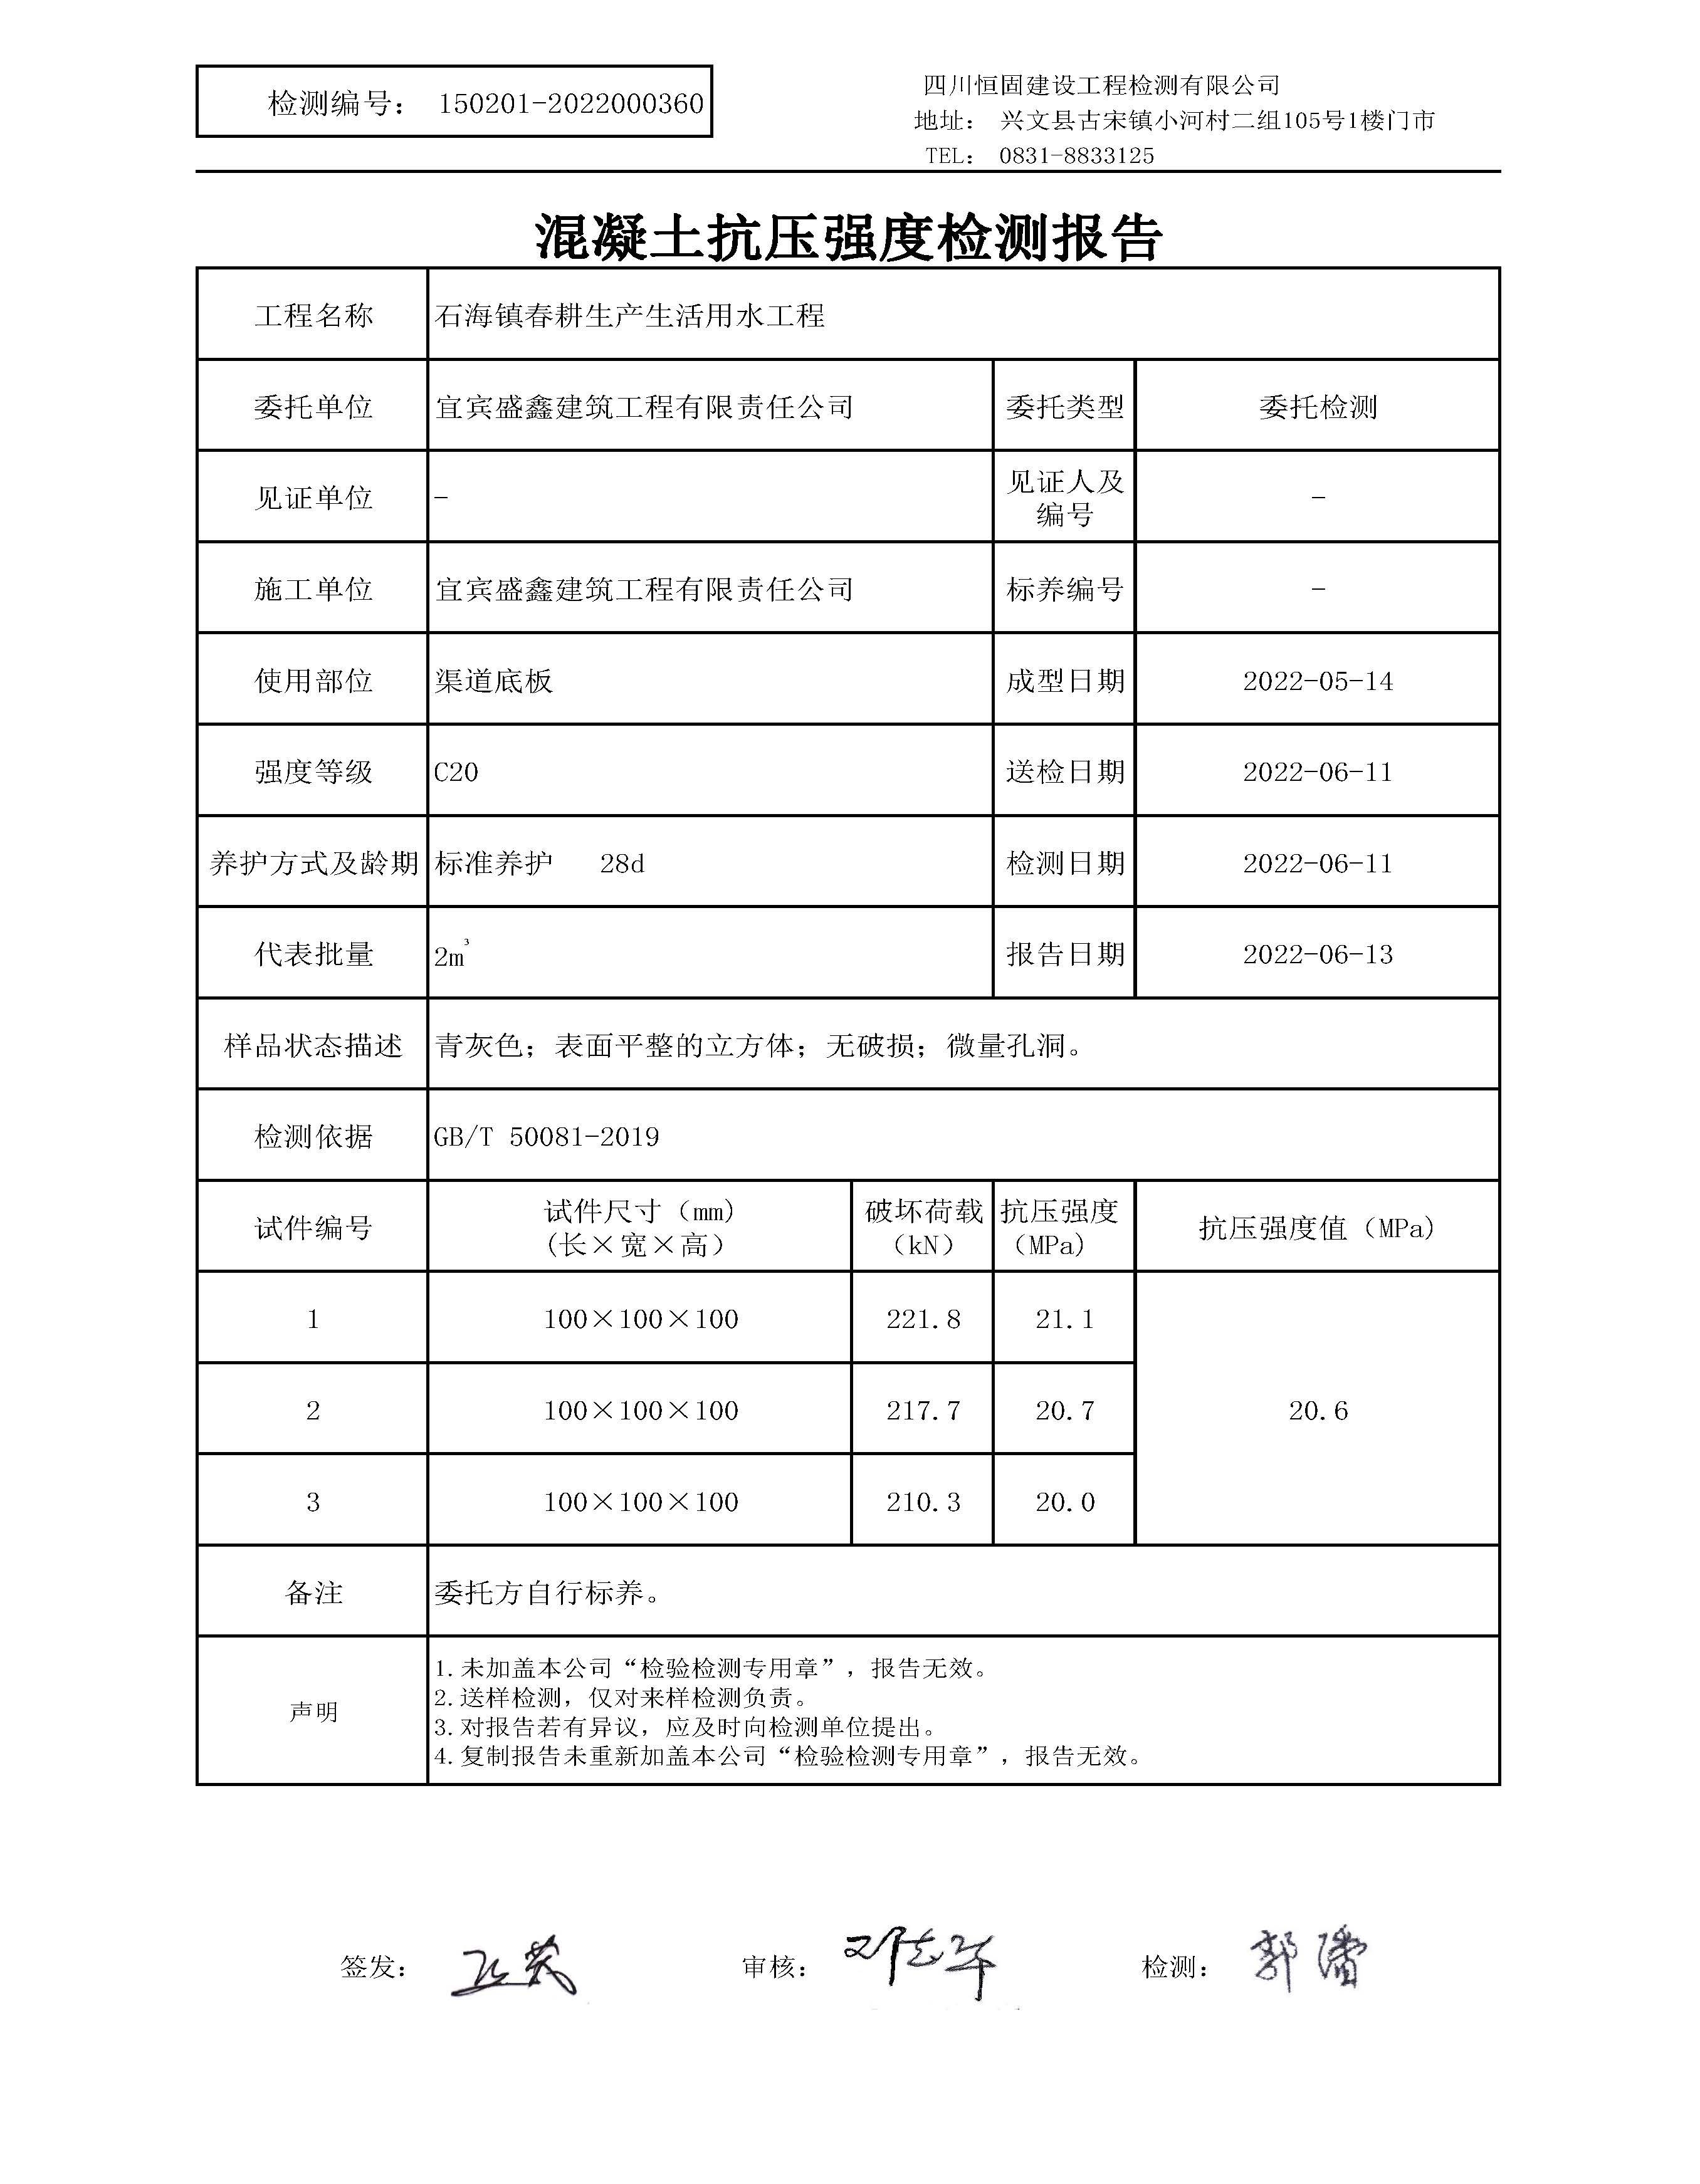 检测编号： 150201-2022000360
四川恒固建设工程检测有限公司
地址： 兴文县古宋镇小河村二组105号1楼门市
TEL： 0831-8833125
混凝土抗压强度检测报告
工程名称 石海镇春耕生产生活用水工程
委托单位 宜宾盛鑫建筑工程有限责任公司 委托类型 委托检测
见证单位 - 见证人及编号 -
施工单位 宜宾盛鑫建筑工程有限责任公司 标养编号 -
使用部位 渠道底板 成型日期 2022-05-14
强度等级 C20 送检日期 2022-06-11
养护方式及龄期 标准养护 28d 检测日期 2022-06-11
代表批量 2m³ 报告日期 2022-06-13
样品状态描述 青灰色；表面平整的立方体；无破损；微量孔洞。
检测依据 GB/T 50081-2019
试件编号 试件尺寸（mm）(长×宽×高） 破坏荷载（kN） 抗压强度（MPa） 抗压强度值（MPa）
1 100×100×100 221.8 21.1
2 100×100×100 217.7 20.7 20.6
3 100×100×100 210.3 20.0
备注 委托方自行标养。
声明
1.未加盖本公司“检验检测专用章”，报告无效。
2.送样检测，仅对来样检测负责。
3.对报告若有异议，应及时向检测单位提出。
4.复制报告未重新加盖本公司“检验检测专用章”，报告无效。
签发： 审核： 检测：